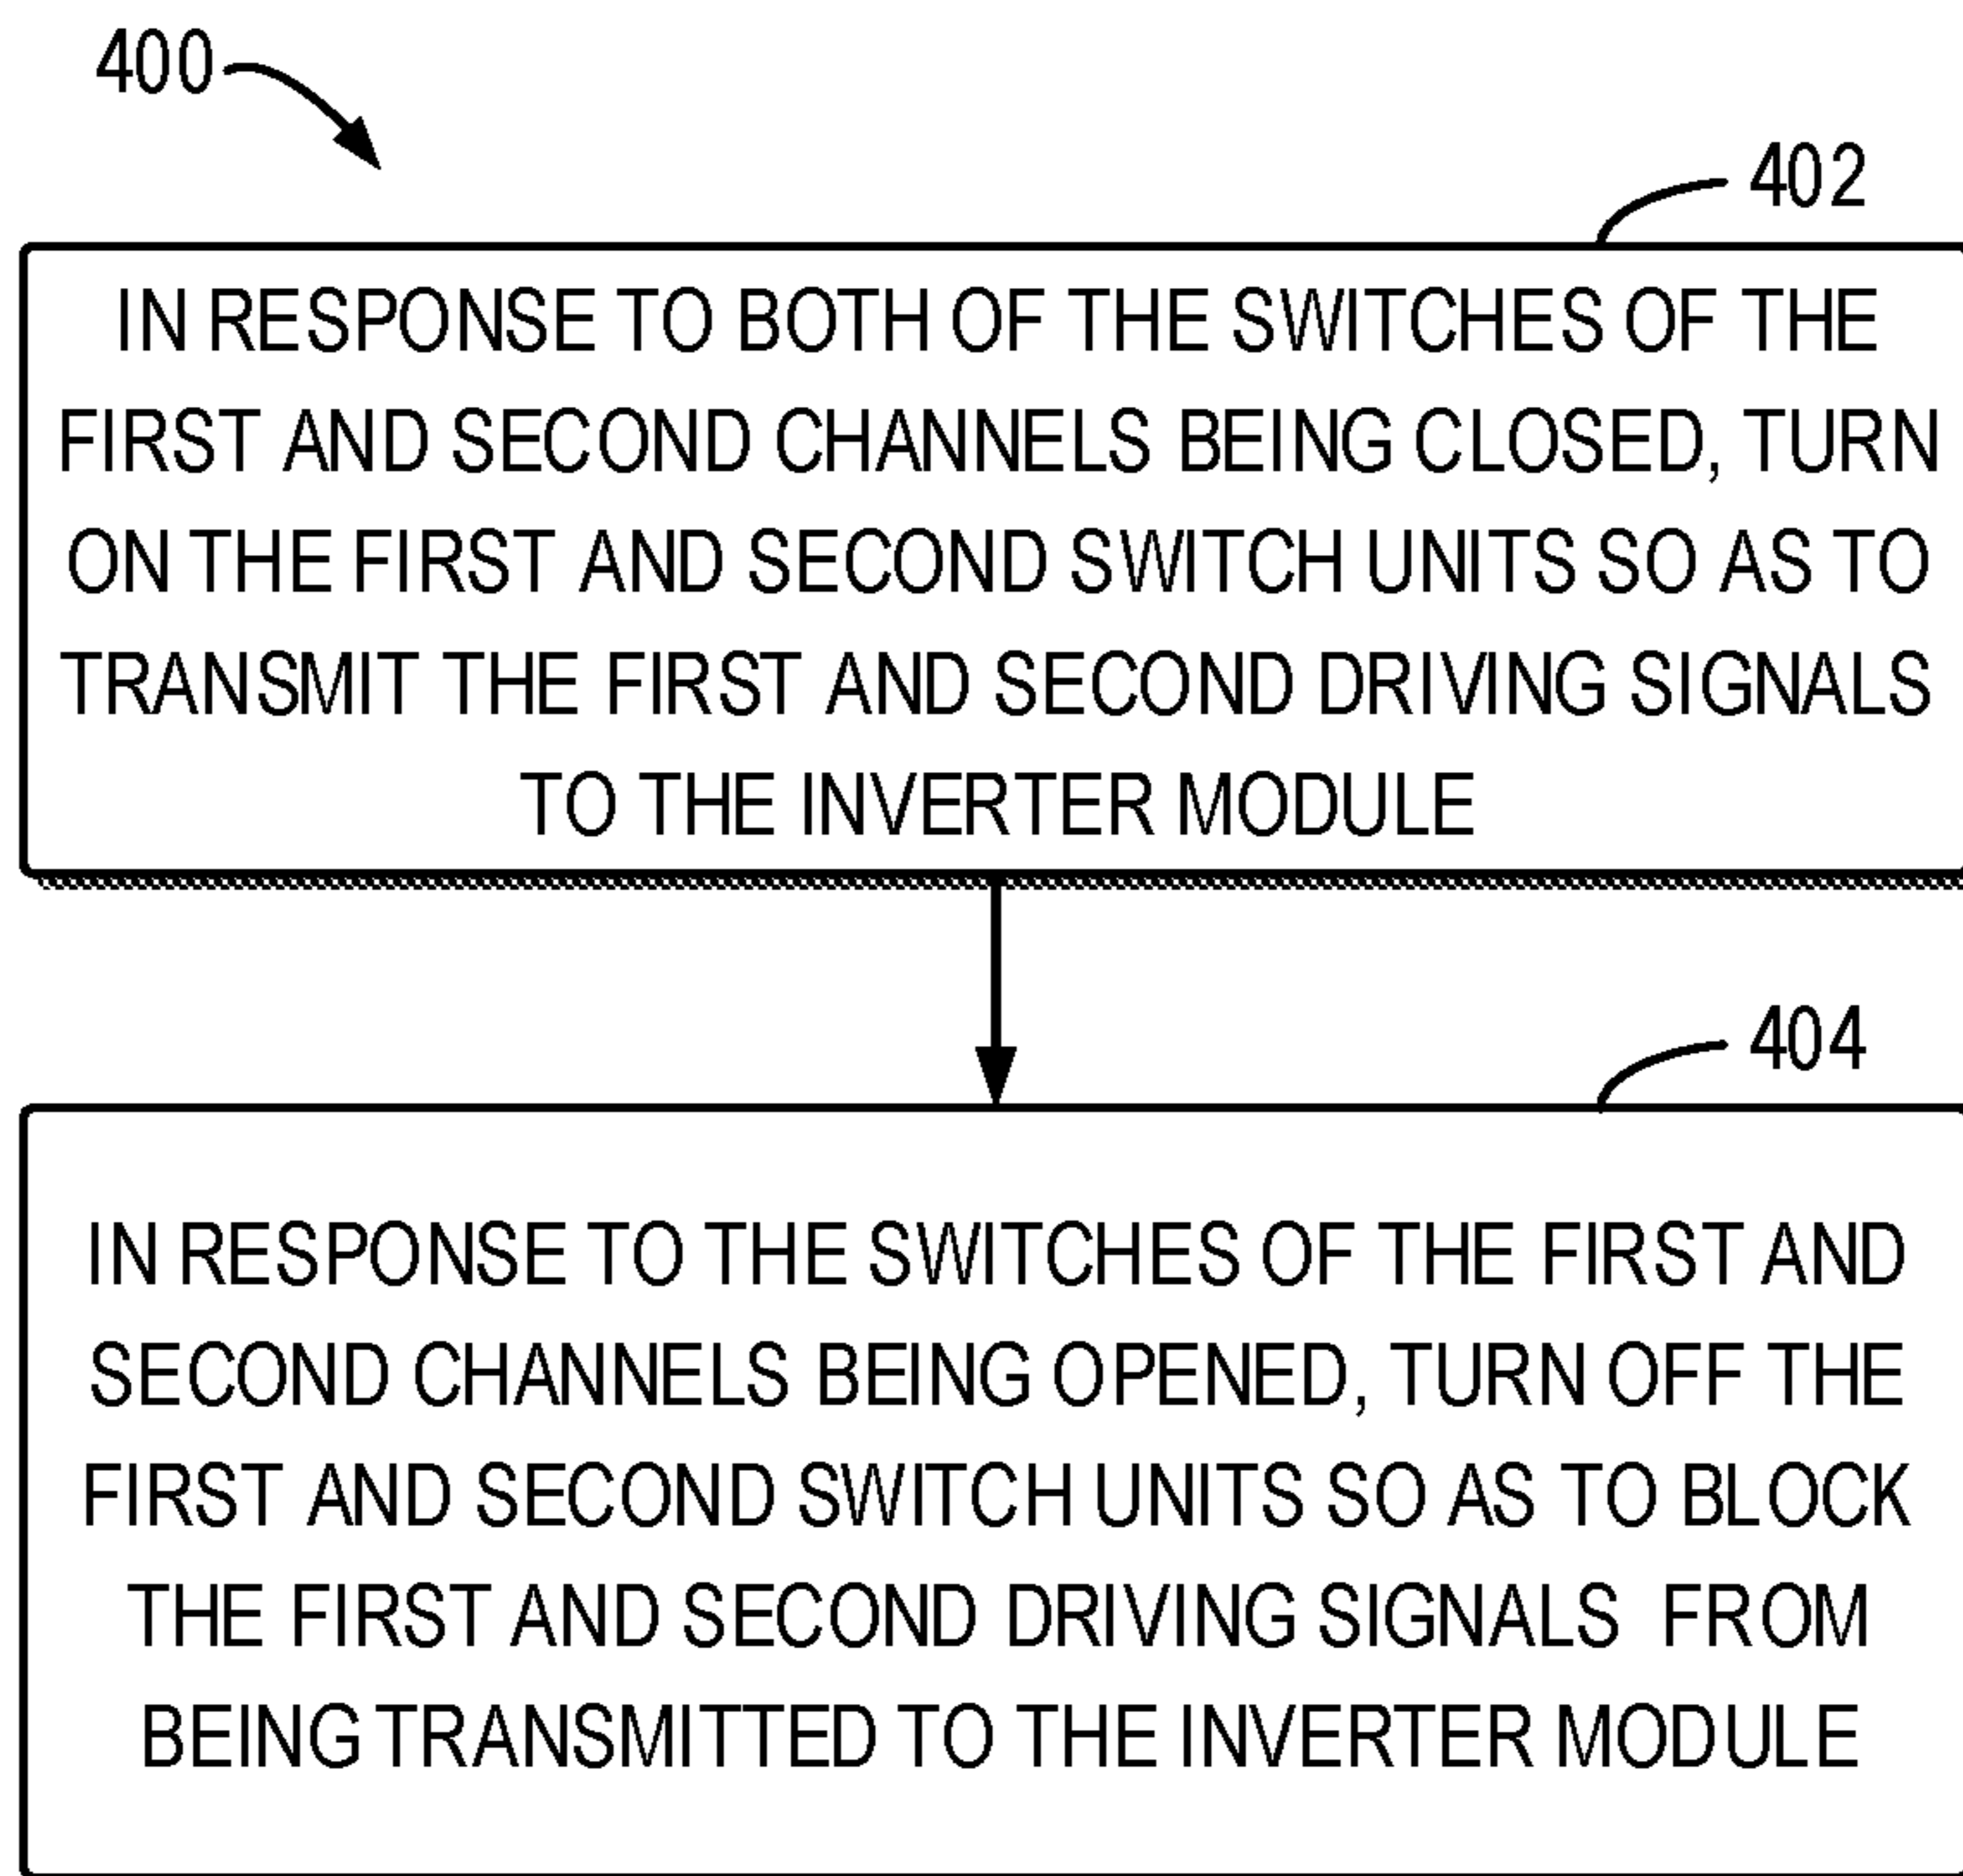 400
402
IN RESPONSE TO BOTH OF THE SWITCHES OF THE
FIRST AND SECOND CHANNELS BEING CLOSED, TURN
ON THE FIRST AND SECOND SWITCH UNITS SO AS TO
TRANSMIT THE FIRST AND SECOND DRIVING SIGNALS
TO THE INVERTER MODULE
404
IN RESPONSE TO THE SWITCHES OF THE FIRST AND
SECOND CHANNELS BEING OPENED, TURN OFF THE
FIRST AND SECOND SWITCH UNITS SO AS TO BLOCK
THE FIRST AND SECOND DRIVING SIGNALS FROM
BEING TRANSMITTED TO THE INVERTER MODULE